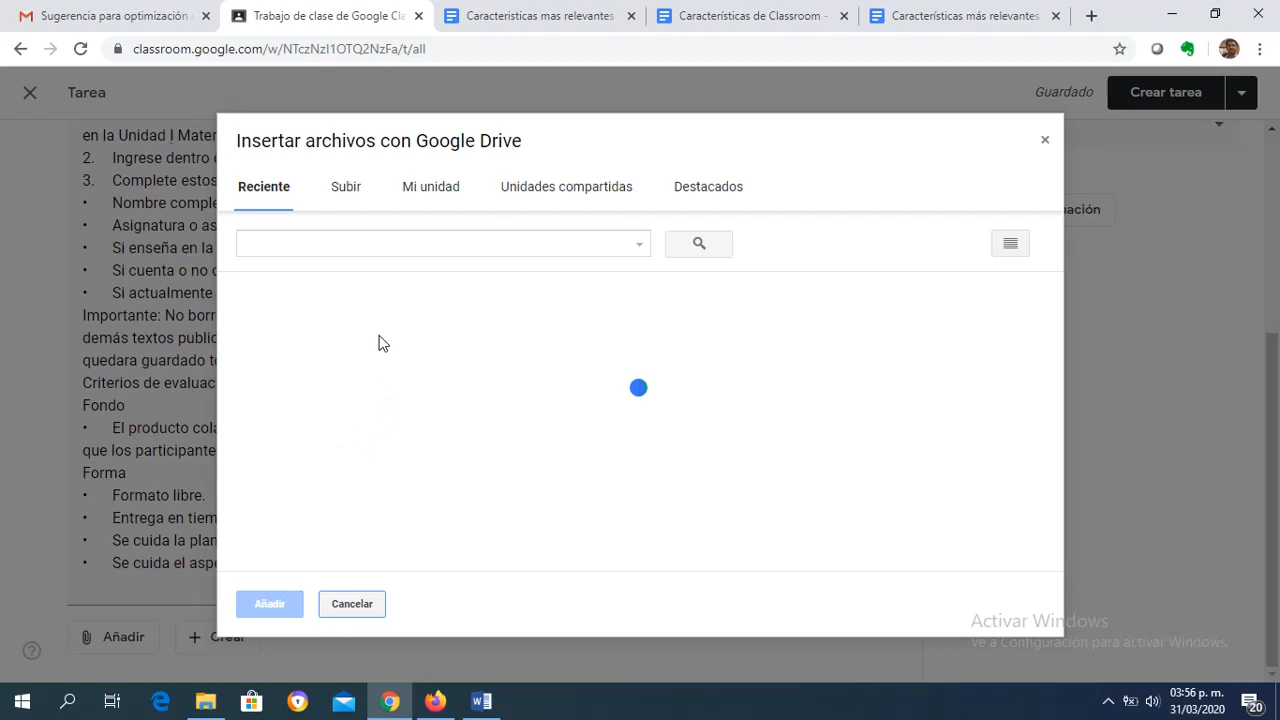 Sugerencia para optimización
Trabajo de clase de Google Cla
Características mas relevantes
Características de Classroom -
Características más relevantes
classroom.google.com/w/NTczNzI1OTQ2NzFa/t/all
Tarea
Guardado
Crear tarea
en la Unidad I Mater
2. Ingrese dentro
3. Complete estos
• Nombre comple
• Asignatura o as
• Si enseña en la
• Si cuenta o no
• Si actualmente
Importante: No borr
demás textos public
quedara guardado
Criterios de evaluac
Fondo
• El producto cola
que los participante
Forma
• Formato libre.
• Entrega en tiem
• Se cuida la plan
• Se cuida el aspe
Añadir
Crear
uación
Insertar archivos con Google Drive
Reciente
Subir
Mi unidad
Unidades compartidas
Destacados
Añadir
Cancelar
Activar Windows
Ve a Configuración para activar Windows.
03:56 p. m.
31/03/2020
20